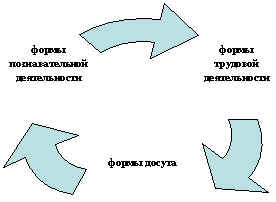 формы
познавательной
деятельности
формы
трудовой
деятельности
формы досуга